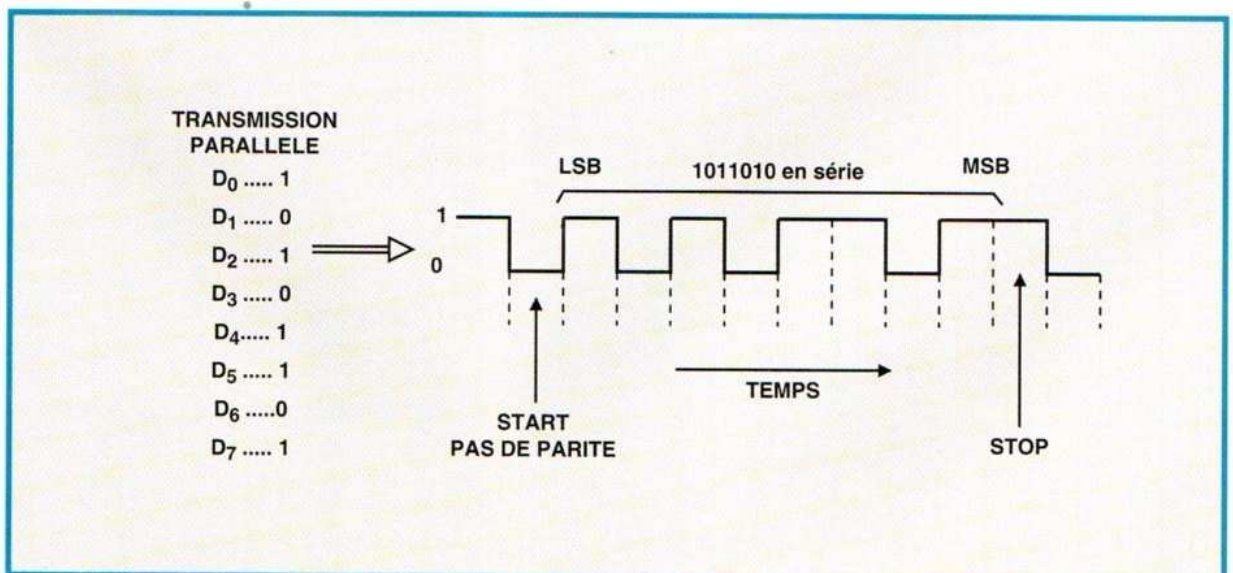 TRANSMISSION
PARALLELE
D0 ..... 1
D1 ..... 0
D2 ..... 1
D3 ..... 0
D4..... 1
D5 ..... 1
D6 .....0
D7 ..... 1
LSB
1011010 en série
MSB
1
0
TEMPS
START
PAS DE PARITE
STOP